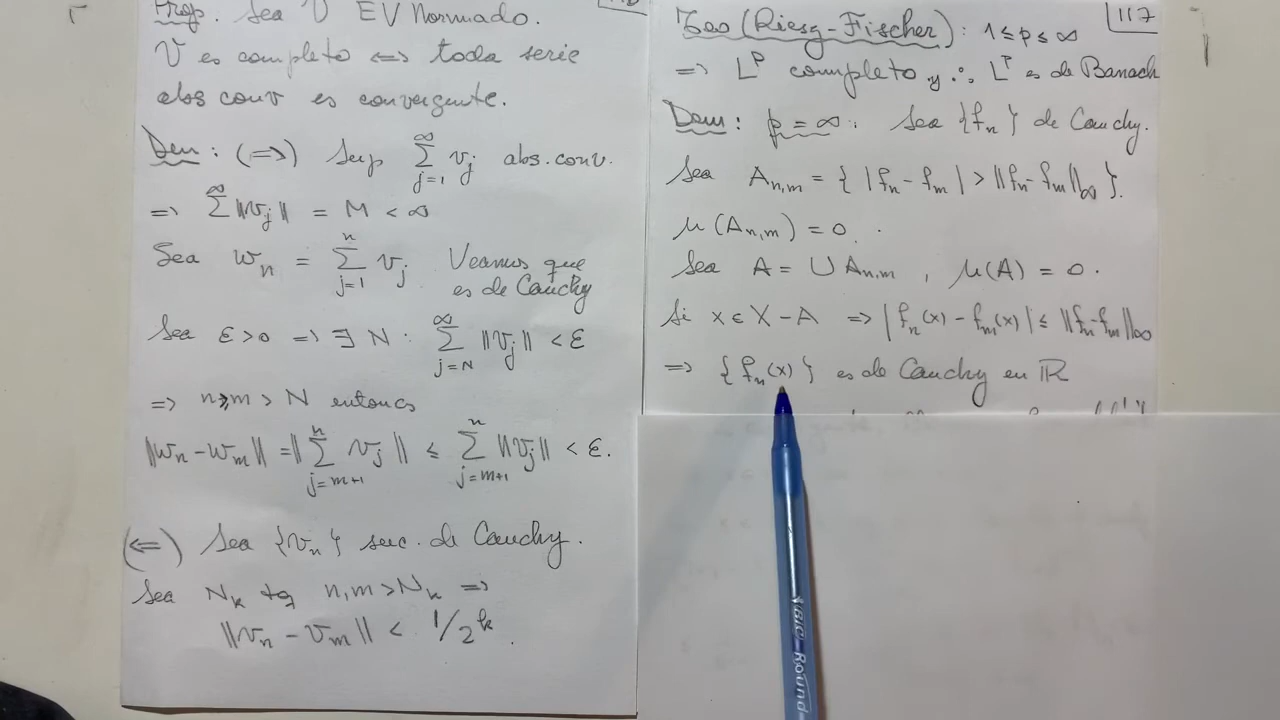 Prop. Sea V EV Normado.
V es completo <=> toda serie
abs conv es convergente.
Dem: (=>) Sup ∑_{j=1}^{∞} v_j abs. conv.
=> ∑^{∞} ||v_j|| = M < ∞
Sea w_n = ∑_{j=1}^{n} v_j Veamos que
es de Cauchy
Sea ε>0 => ∃ N : ∑_{j=N}^{∞} ||v_j|| < ε
=> n>m > N entonces
||w_n - w_m|| = || ∑_{j=m+1}^{n} v_j || ≤ ∑_{j=m+1}^{n} ||v_j|| < ε.
(<=) Sea {v_n} suc. de Cauchy.
Sea N_k tq n,m > N_k =>
||v_n - v_m|| < 1/2^k.
117
Teo (Riesz-Fischer): 1 ≤ p ≤ ∞
=> L^p completo y ∴ L^p es de Banach
Dem: p = ∞: Sea {f_n} de Cauchy.
Sea A_{n,m} = { |f_n - f_m| > ||f_n - f_m||_∞ }.
μ(A_{n,m}) = 0.
Sea A = ∪ A_{n,m} , μ(A) = 0.
Si x ∈ X - A => |f_n(x) - f_m(x)| ≤ ||f_n - f_m||_∞
=> {f_n(x)} es de Cauchy en ℝ
BIC ROUND